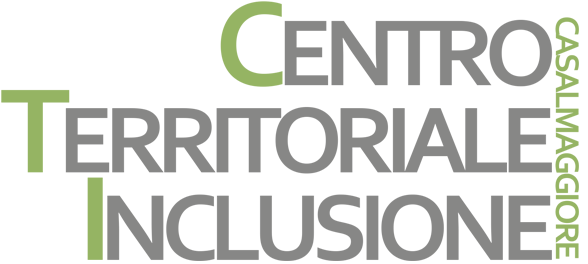 CENTRO
TERRITORIALE
INCLUSIONE
CASALMAGGIORE